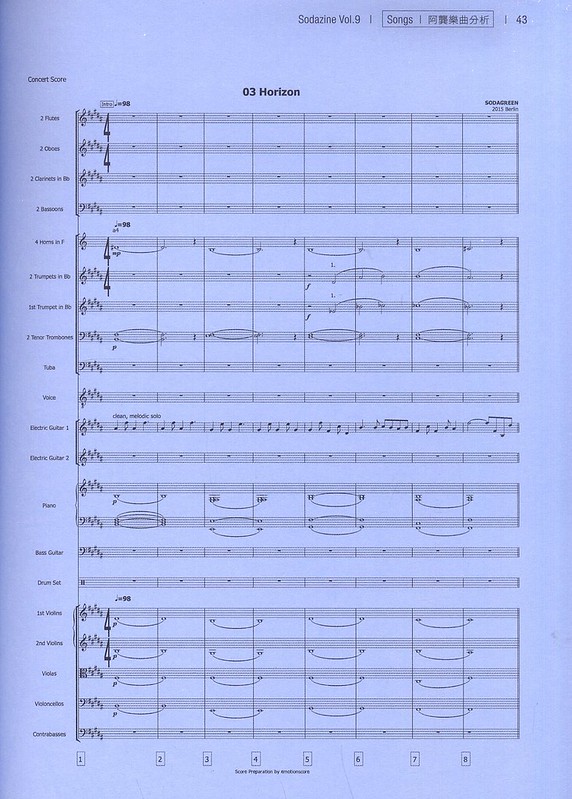 Sodazine Vol.9 | Songs | 阿龔樂曲分析 | 43
Concert Score
03 Horizon
Intro ♩=98
SODAGREEN
2015 Berlin
2 Flutes
2 Oboes
2 Clarinets in Bb
2 Bassoons
♩=98
a4
4 Horns in F
mp
2 Trumpets in Bb
1.
f
1st Trumpet in Bb
1.
f
2 Tenor Trombones
p
Tuba
Voice
clean, melodic solo
Electric Guitar 1
Electric Guitar 2
Piano
p
Bass Guitar
Drum Set
♩=98
1st Violins
p
2nd Violins
p
Violas
p
Violoncellos
p
Contrabasses
1 2 3 4 5 6 7 8
Score Preparation by emotionscore